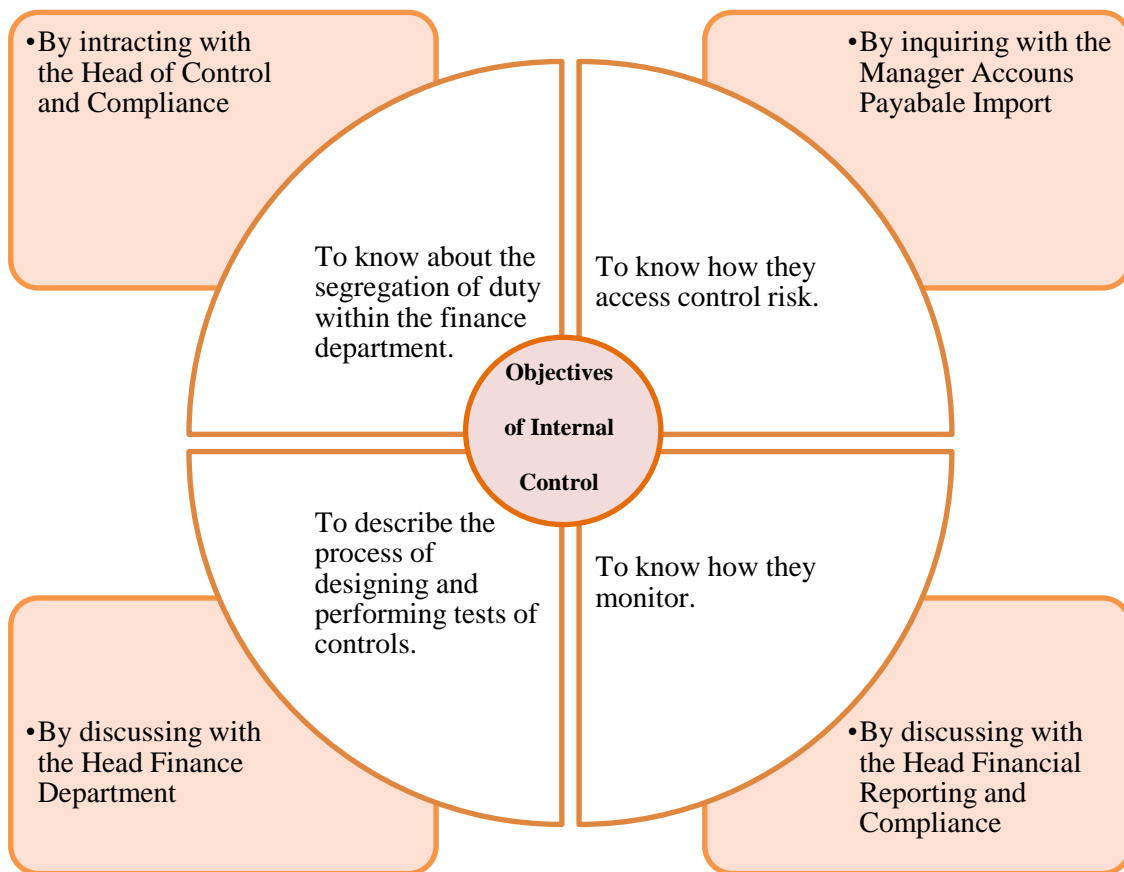 •By intracting with
the Head of Control
and Compliance
•By inquiring with the
Manager Accouns
Payabale Import
To know about the
segregation of duty
within the finance
department.
To know how they
access control risk.
Objectives
of Internal
Control
To describe the
process of
designing and
performing tests of
controls.
To know how they
monitor.
•By discussing with
the Head Finance
Department
•By discussing with
the Head Financial
Reporting and
Compliance